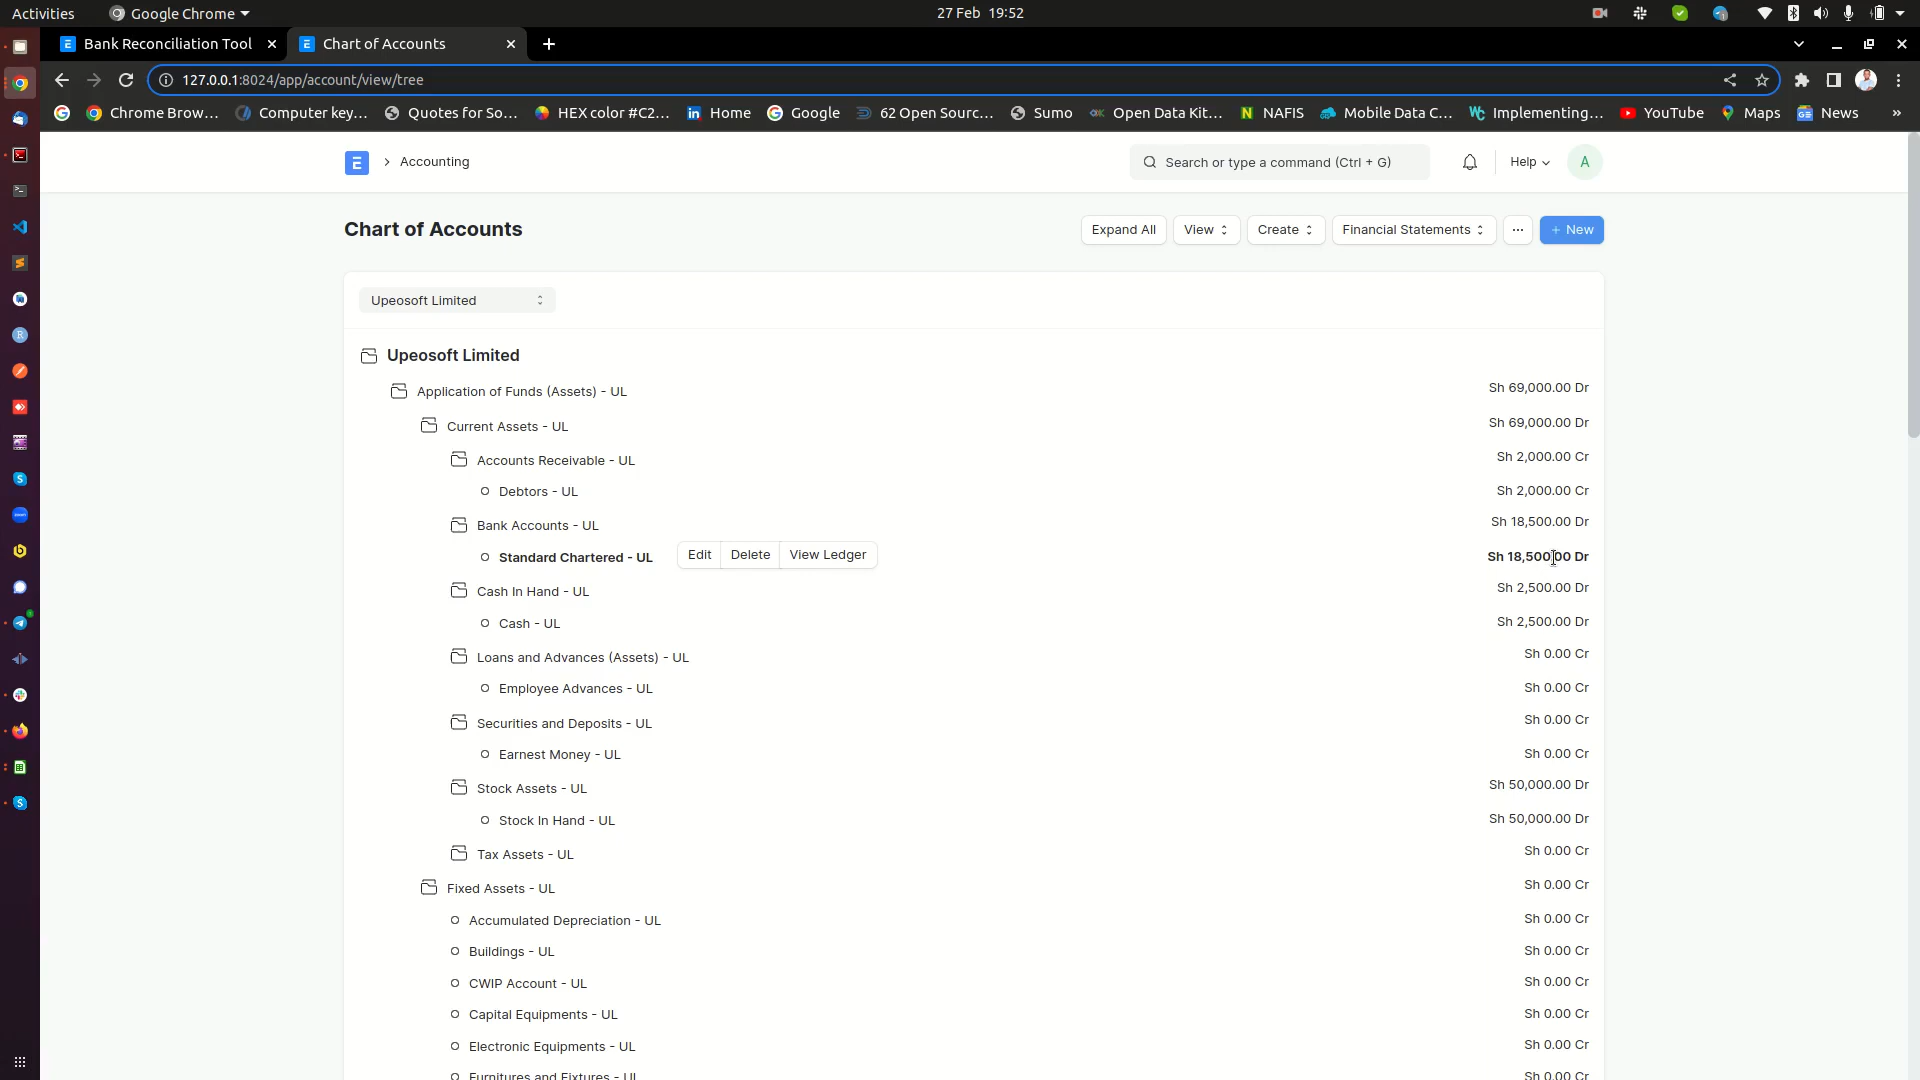 Activities Google Chrome 27 Feb 19:52
Bank Reconciliation Tool Chart of Accounts
127.0.0.1:8024/app/account/view/tree
Chrome Brow... Computer key... Quotes for So... HEX color #C2... Home Google 62 Open Sourc... Sumo Open Data Kit... NAFIS Mobile Data C... Implementing... YouTube Maps News »
E > Accounting Search or type a command (Ctrl + G) Help A
Chart of Accounts Expand All View Create Financial Statements ... + New
Upeosoft Limited
Upeosoft Limited
Application of Funds (Assets) - UL Sh 69,000.00 Dr
Current Assets - UL Sh 69,000.00 Dr
Accounts Receivable - UL Sh 2,000.00 Cr
Debtors - UL Sh 2,000.00 Cr
Bank Accounts - UL Sh 18,500.00 Dr
Standard Chartered - UL Edit Delete View Ledger Sh 18,500.00 Dr
Cash In Hand - UL Sh 2,500.00 Dr
Cash - UL Sh 2,500.00 Dr
Loans and Advances (Assets) - UL Sh 0.00 Cr
Employee Advances - UL Sh 0.00 Cr
Securities and Deposits - UL Sh 0.00 Cr
Earnest Money - UL Sh 0.00 Cr
Stock Assets - UL Sh 50,000.00 Dr
Stock In Hand - UL Sh 50,000.00 Dr
Tax Assets - UL Sh 0.00 Cr
Fixed Assets - UL Sh 0.00 Cr
Accumulated Depreciation - UL Sh 0.00 Cr
Buildings - UL Sh 0.00 Cr
CWIP Account - UL Sh 0.00 Cr
Capital Equipments - UL Sh 0.00 Cr
Electronic Equipments - UL Sh 0.00 Cr
Furnitures and Fixtures - UL Sh 0.00 Cr